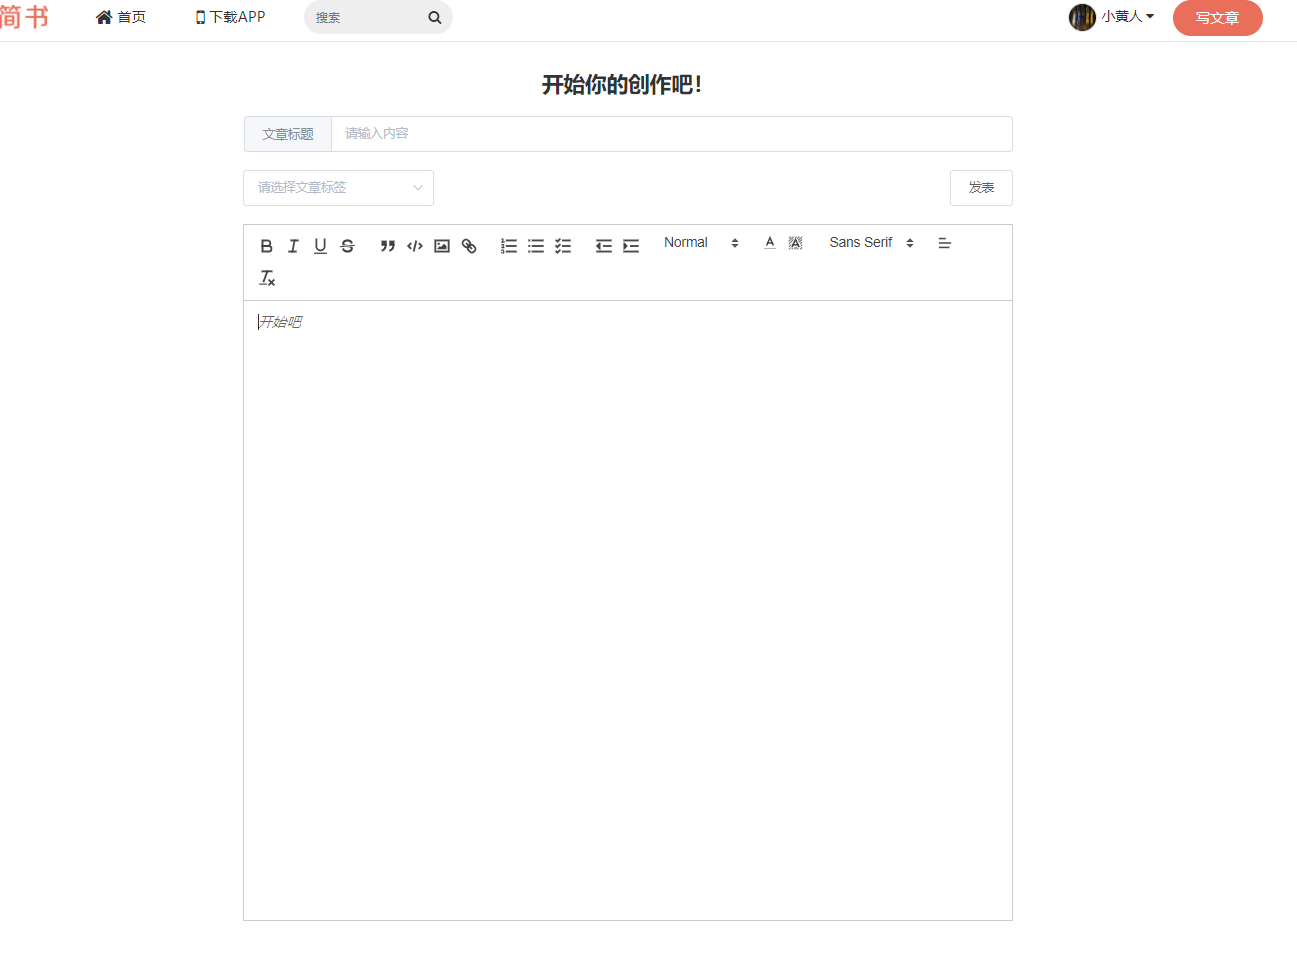 简书 首页 下载APP 搜索 小黄人 写文章
开始你的创作吧!
文章标题 请输入内容
请选择文章标签 发表
Normal Sans Serif
开始吧